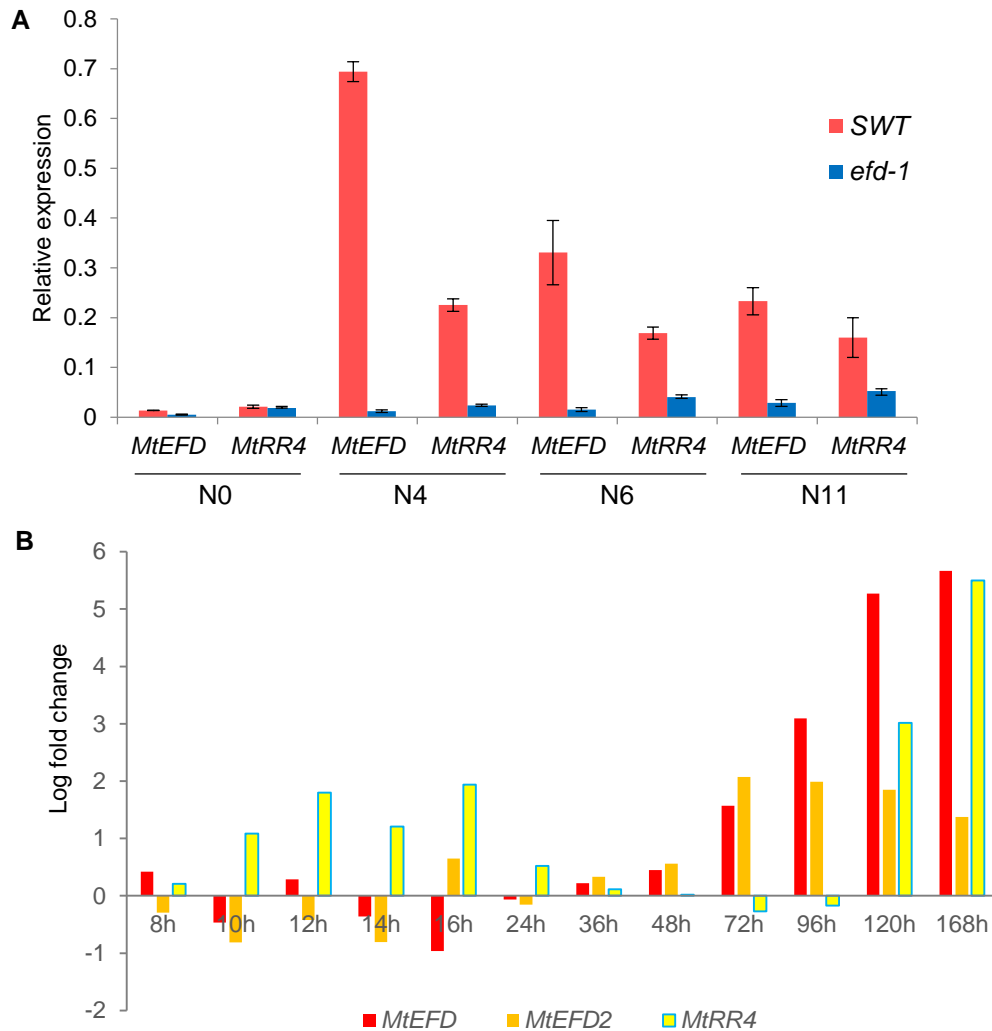 A
0.8
0.7
0.6
0.5
0.4
0.3
0.2
0.1
0
Relative expression
SWT
efd-1
MtEFD MtRR4 MtEFD MtRR4 MtEFD MtRR4 MtEFD MtRR4
N0 N4 N6 N11
B
6
5
4
3
2
1
0
-1
-2
Log fold change
8h 10h 12h 14h 16h 24h 36h 48h 72h 96h 120h 168h
MtEFD MtEFD2 MtRR4